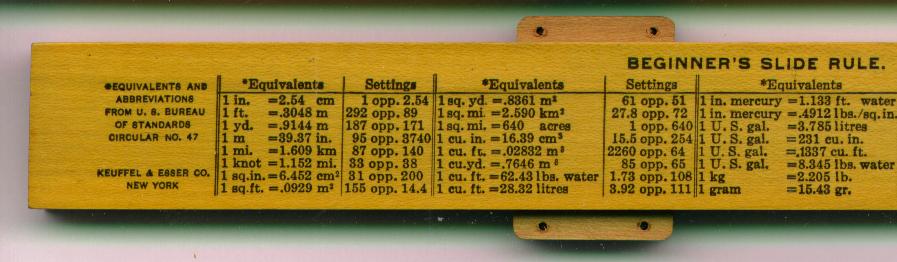 BEGINNER'S SLIDE RULE.
*EQUIVALENTS AND
ABBREVIATIONS
FROM U. S. BUREAU
OF STANDARDS
CIRCULAR NO. 47
KEUFFEL & ESSER CO.
NEW YORK
*Equivalents Settings
1 in. =2.54 cm 1 opp. 2.54
1 ft. =.3048 m 292 opp. 89
1 yd. =.9144 m 187 opp. 171
1 m =39.37 in. 95 opp. 3740
1 mi. =1.609 km 87 opp. 140
1 knot =1.152 mi. 33 opp. 38
1 sq.in.=6.452 cm² 31 opp. 200
1 sq.ft. =.0929 m² 155 opp. 14.4
*Equivalents Settings
1 sq. yd. =.8361 m² 61 opp. 51
1 sq. mi. =2.590 km² 27.8 opp. 72
1 sq. mi. =640 acres 1 opp. 640
1 cu. in. =16.39 cm³ 15.5 opp. 254
1 cu. ft. =.02832 m³ 2260 opp. 64
1 cu. yd. =.7646 m³ 85 opp. 65
1 cu. ft. =62.43 lbs. water 1.73 opp. 108
1 cu. ft. =28.32 litres 3.92 opp. 111
*Equivalents
1 in. mercury =1.133 ft. water
1 in. mercury =.4912 lbs./sq.in.
1 U. S. gal. =3.785 litres
1 U. S. gal. =231 cu. in.
1 U. S. gal. =.1337 cu. ft.
1 U. S. gal. =8.345 lbs. water
1 kg =2.205 lb.
1 gram =15.43 gr.